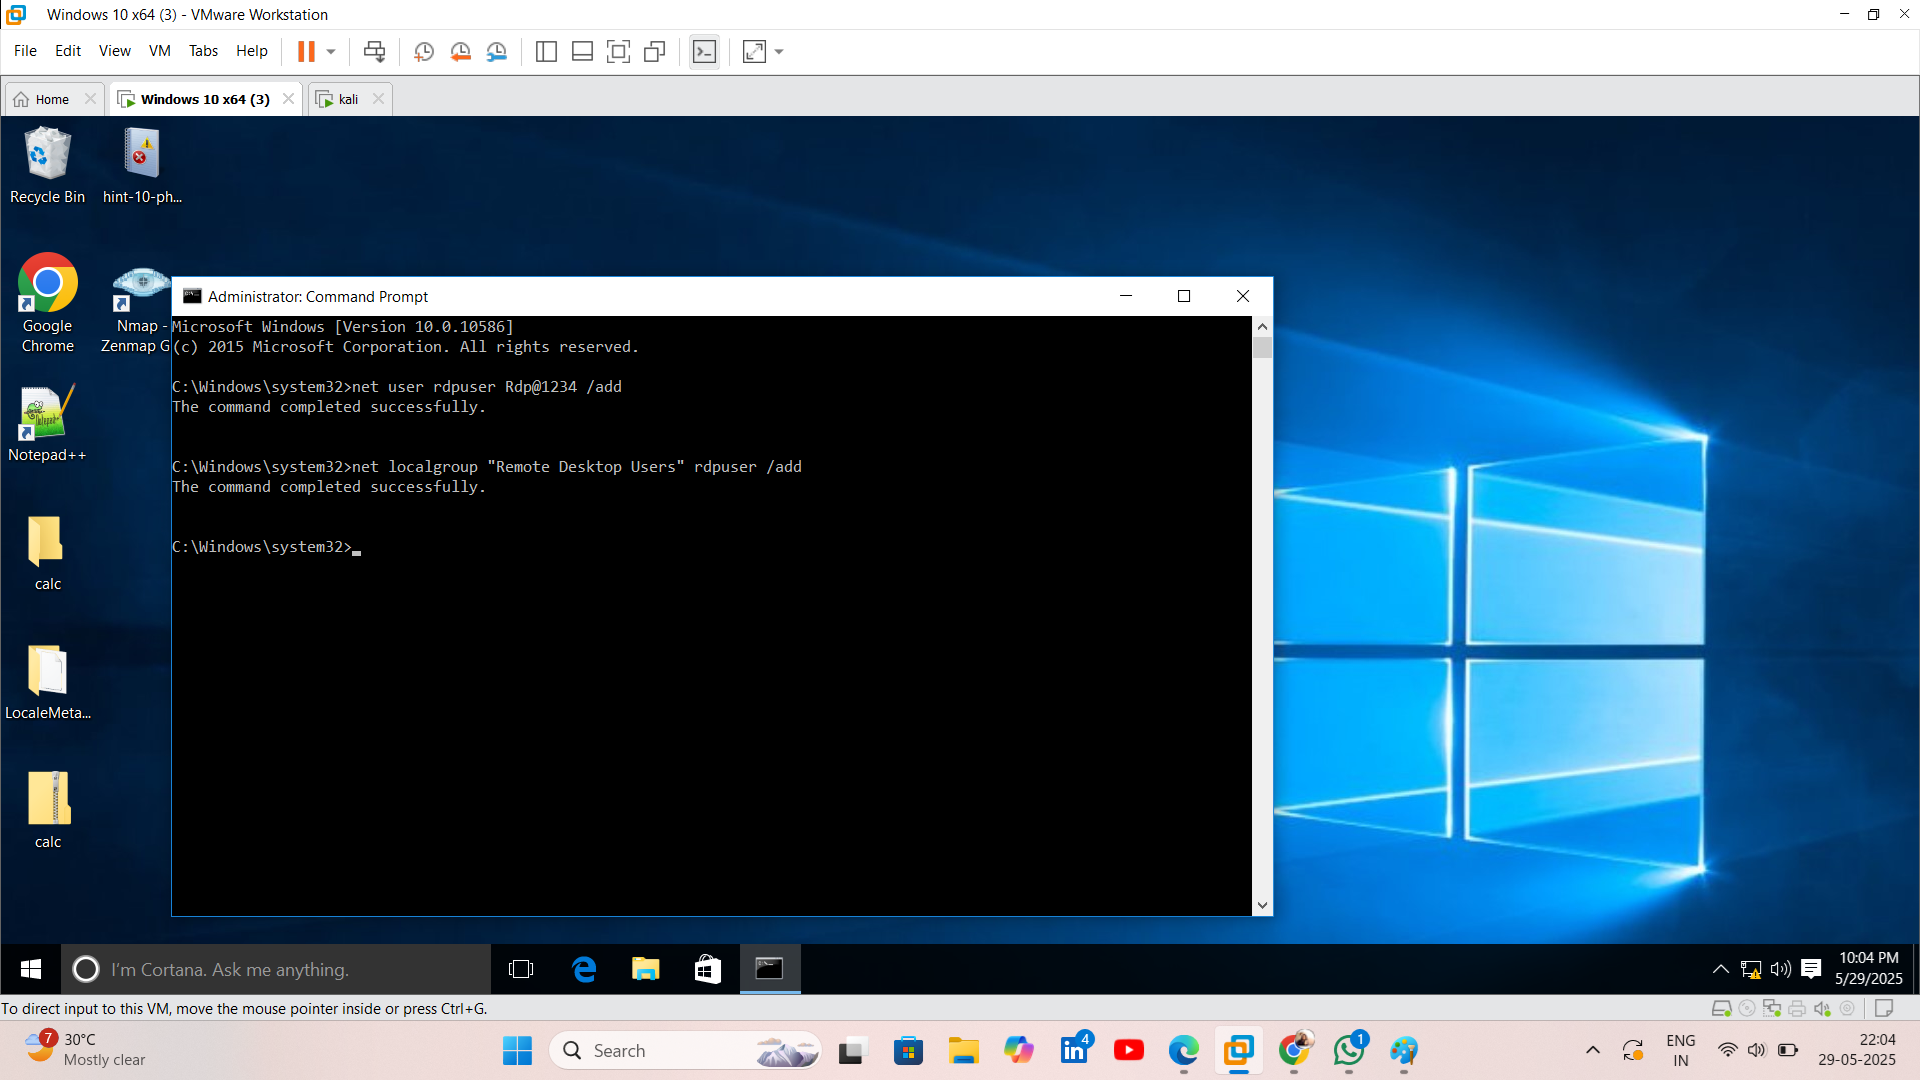 Windows 10 x64 (3) - VMware Workstation
File Edit View VM Tabs Help
Home
Windows 10 x64 (3)
kali
Recycle Bin
hint-10-ph...
Google
Chrome
Nmap -
Zenmap G
Notepad++
calc
LocaleMeta...
calc
Administrator: Command Prompt
Microsoft Windows [Version 10.0.10586]
(c) 2015 Microsoft Corporation. All rights reserved.
C:\Windows\system32>net user rdpuser Rdp@1234 /add
The command completed successfully.
C:\Windows\system32>net localgroup "Remote Desktop Users" rdpuser /add
The command completed successfully.
C:\Windows\system32>
I'm Cortana. Ask me anything.
10:04 PM
5/29/2025
To direct input to this VM, move the mouse pointer inside or press Ctrl+G.
7
30°C
Mostly clear
Search
4
1
ENG
IN
22:04
29-05-2025